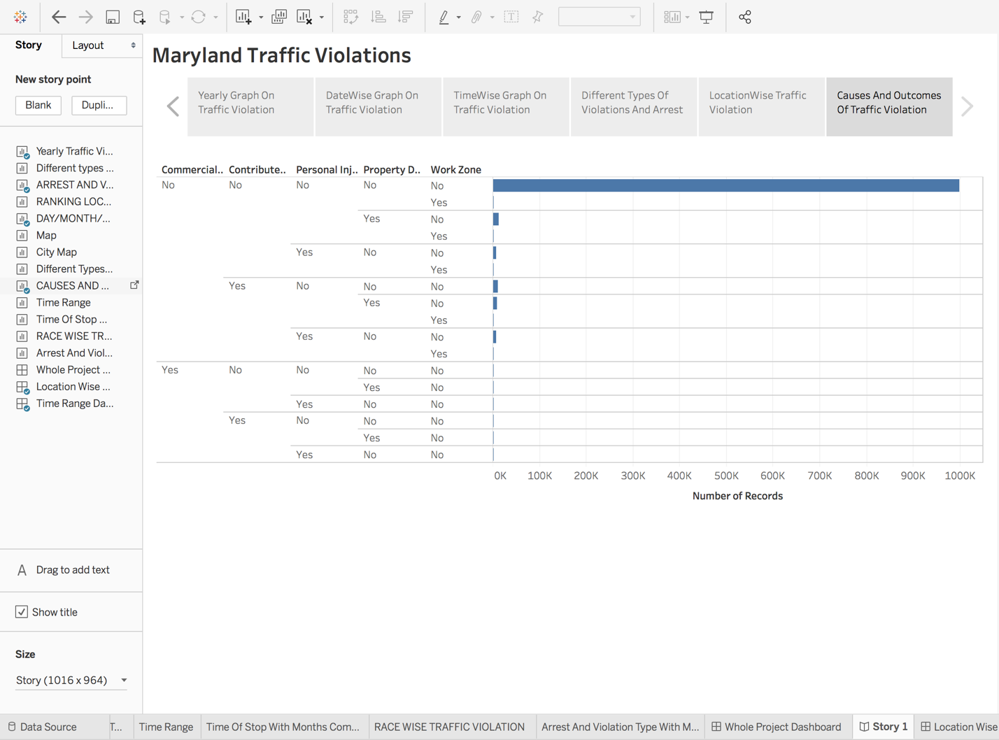 Story
Layout
New story point
Blank
Dupli...
Yearly Traffic Vi...
Different types ...
ARREST AND V...
RANKING LOC...
DAY/MONTH/...
Map
City Map
Different Types...
CAUSES AND ...
Time Range
Time Of Stop ...
RACE WISE TR...
Arrest And Viol...
Whole Project ...
Location Wise ...
Time Range Da...
A Drag to add text
Show title
Size
Story (1016 x 964)
Maryland Traffic Violations
Yearly Graph On
Traffic Violation
DateWise Graph On
Traffic Violation
TimeWise Graph On
Traffic Violation
Different Types Of
Violations And Arrest
LocationWise Traffic
Violation
Causes And Outcomes
Of Traffic Violation
Commercial.. Contribute.. Personal Inj.. Property D.. Work Zone
No No No No No
Yes
Yes No
Yes
Yes No No
Yes
Yes No No No
Yes No
Yes
Yes No No
Yes
Yes No No No No
Yes No
Yes No No
Yes No No No
Yes No
Yes No No
0K 100K 200K 300K 400K 500K 600K 700K 800K 900K 1000K
Number of Records
Data Source T... Time Range Time Of Stop With Months Com... RACE WISE TRAFFIC VIOLATION Arrest And Violation Type With M... Whole Project Dashboard Story 1 Location Wise